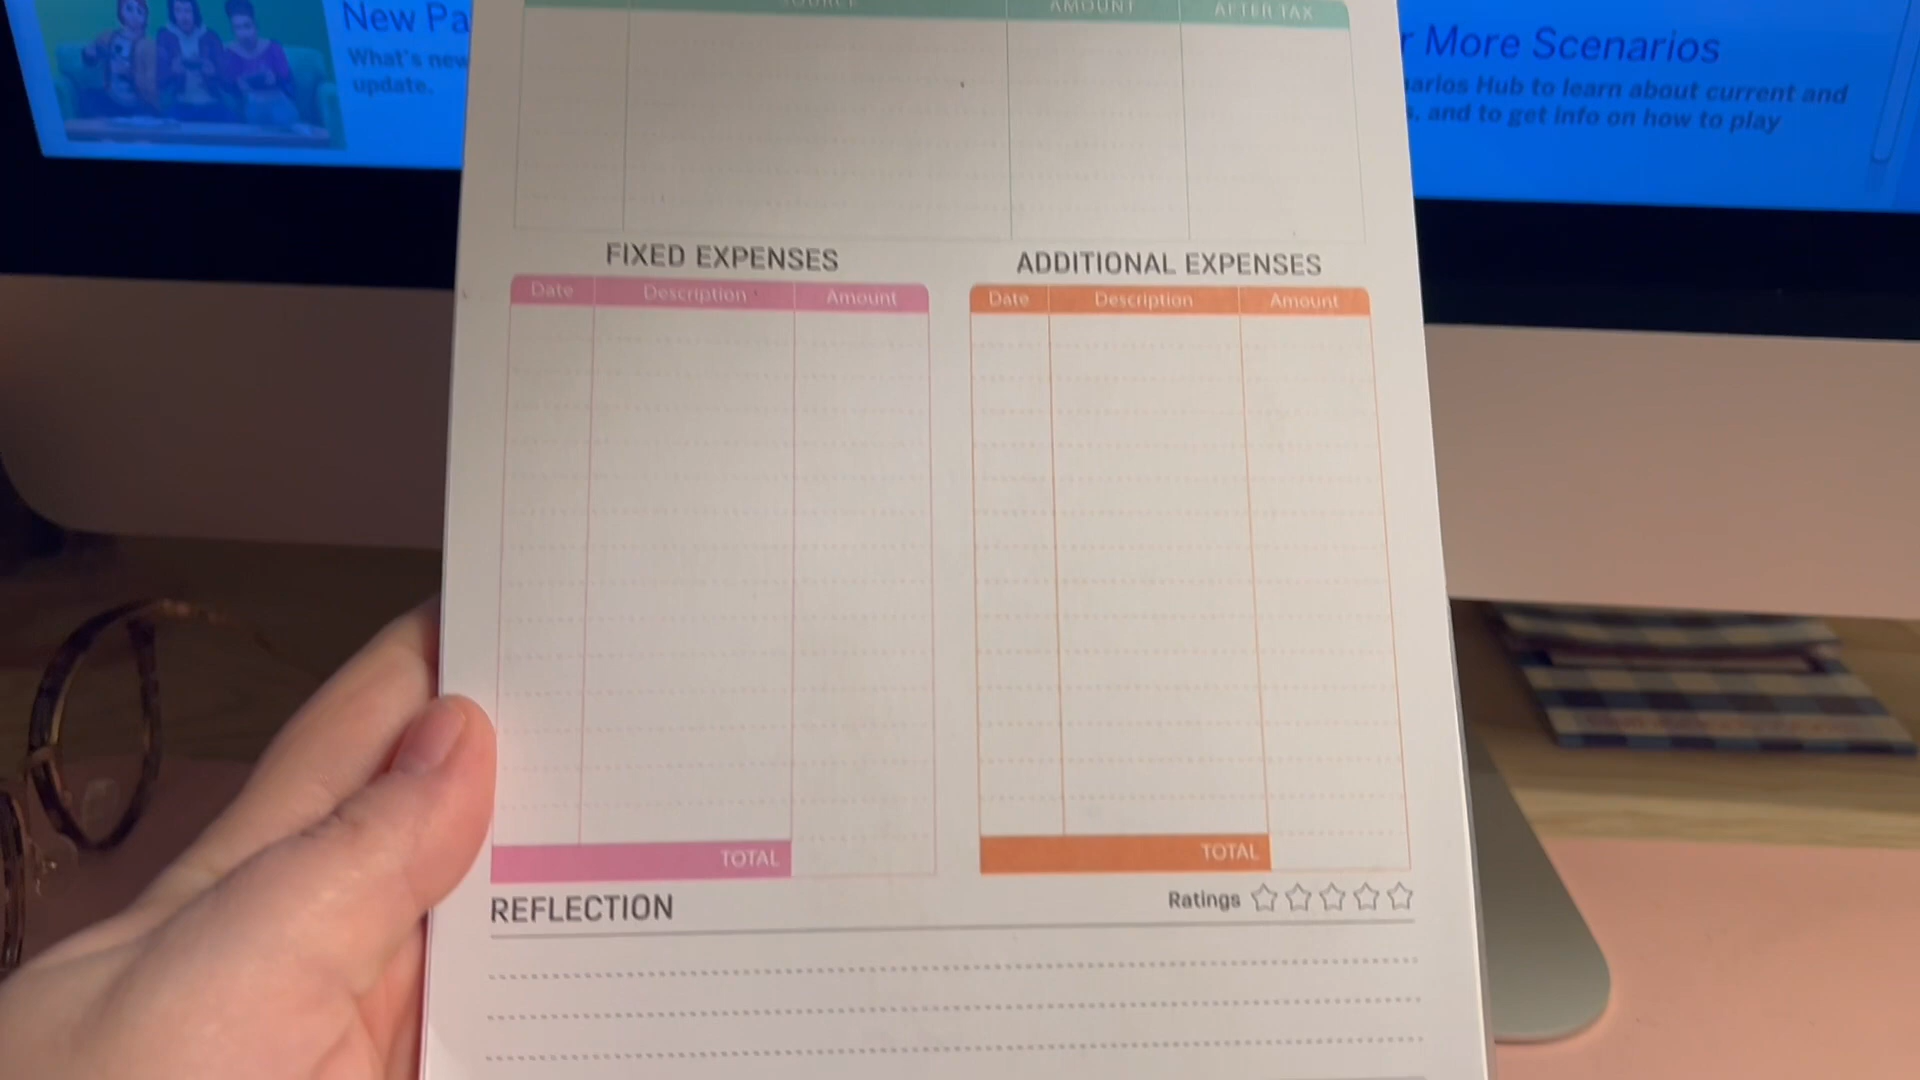 New Pa
What's new
update.
r More Scenarios
arios Hub to learn about current and
, and to get info on how to play
SOURCE AMOUNT AFTER TAX
FIXED EXPENSES
Date Description Amount
TOTAL
ADDITIONAL EXPENSES
Date Description Amount
TOTAL
REFLECTION
Ratings